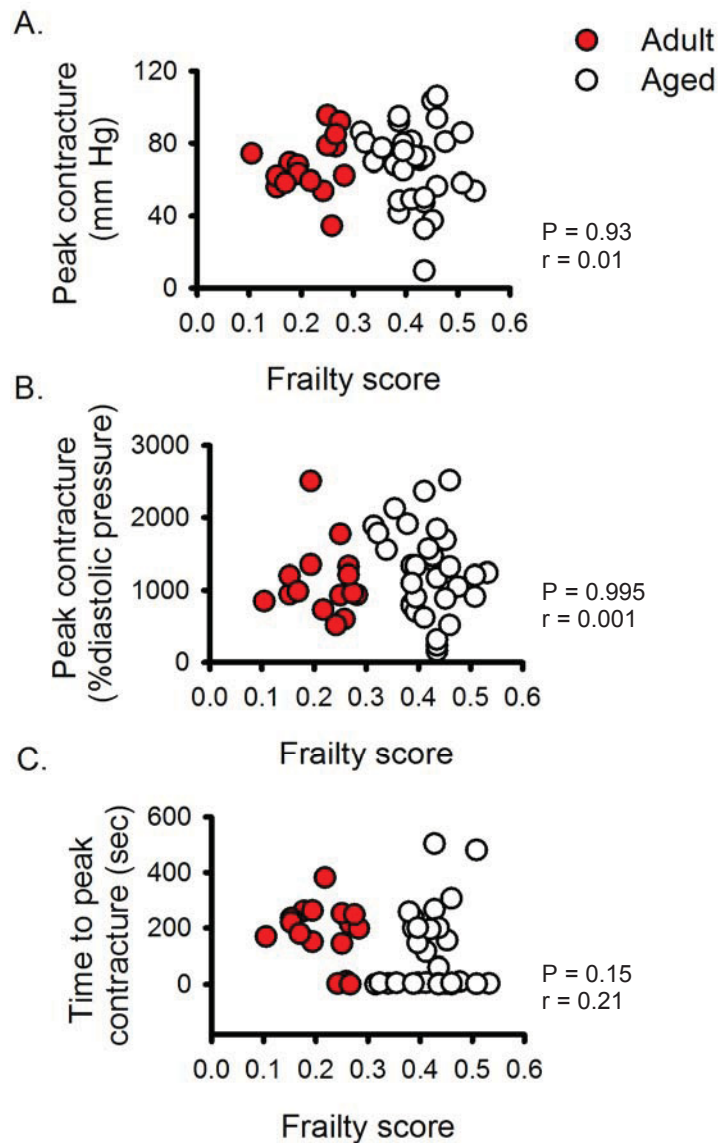 A.
Adult
Aged
Peak contracture
(mm Hg)
120
80
40
0
0.0 0.1 0.2 0.3 0.4 0.5 0.6
Frailty score
P = 0.93
r = 0.01
B.
Peak contracture
(%diastolic pressure)
3000
2000
1000
0
0.0 0.1 0.2 0.3 0.4 0.5 0.6
Frailty score
P = 0.995
r = 0.001
C.
Time to peak
contracture (sec)
600
400
200
0
0.0 0.1 0.2 0.3 0.4 0.5 0.6
Frailty score
P = 0.15
r = 0.21